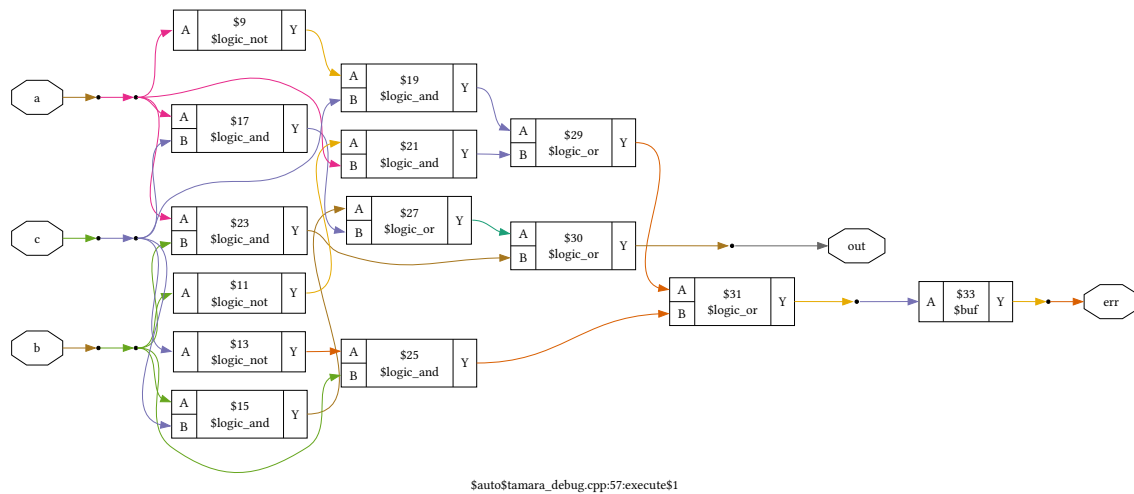 $9
A
Y
$logic_not
a
$19
A
Y
B
$logic_and
$17
A
Y
B
$logic_and
$29
A
Y
B
$logic_or
$21
A
Y
B
$logic_and
c
$23
A
Y
B
$logic_and
$27
A
Y
B
$logic_or
$30
A
Y
B
$logic_or
out
$11
A
Y
$logic_not
$31
A
Y
B
$logic_or
$33
A
Y
$buf
err
b
$13
A
Y
$logic_not
$25
A
Y
B
$logic_and
$15
A
Y
B
$logic_and
$auto$tamara_debug.cpp:57:execute$1